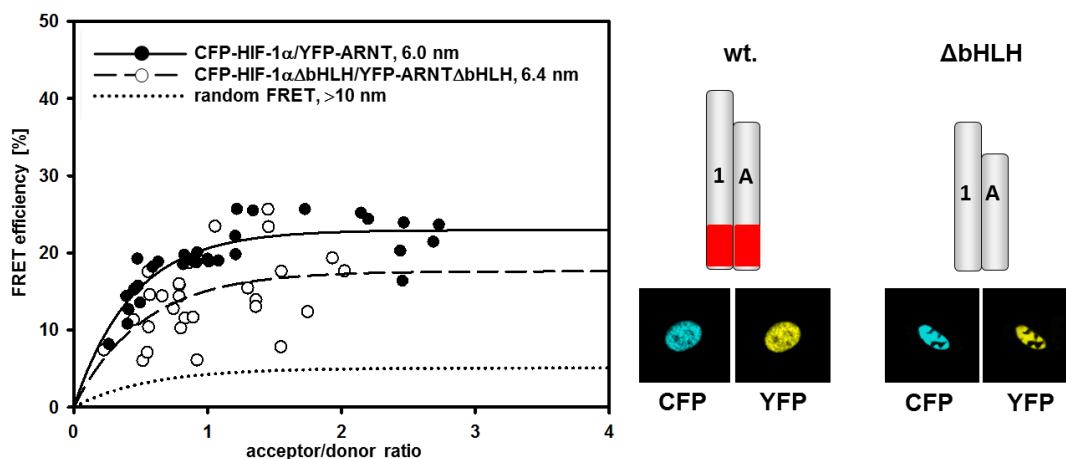 50
40
30
20
10
0
FRET efficiency [%]
CFP-HIF-1α/YFP-ARNT, 6.0 nm
CFP-HIF-1αΔbHLH/YFP-ARNTΔbHLH, 6.4 nm
random FRET, >10 nm
0 1 2 3 4
acceptor/donor ratio
wt.
ΔbHLH
1 A
1 A
CFP YFP
CFP YFP